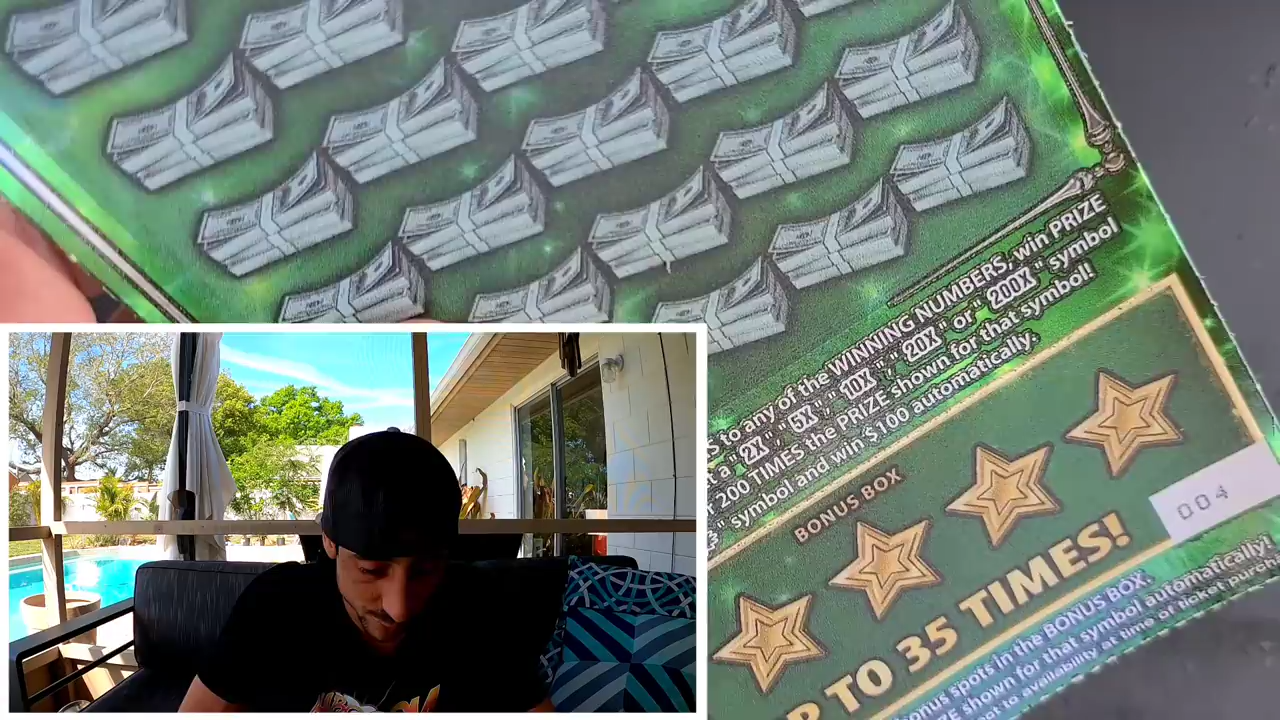 S to any of the WINNING NUMBERS, win PRIZE
a "2X", "5X", "10X", "20X" or "200X" symbol
200 TIMES the PRIZE shown for that symbol!
" symbol and win $100 automatically.
BONUS BOX
TO 35 TIMES!
004
spots in the BONUS BOX,
shown for that symbol automatically!
to availability at time of ticket purch